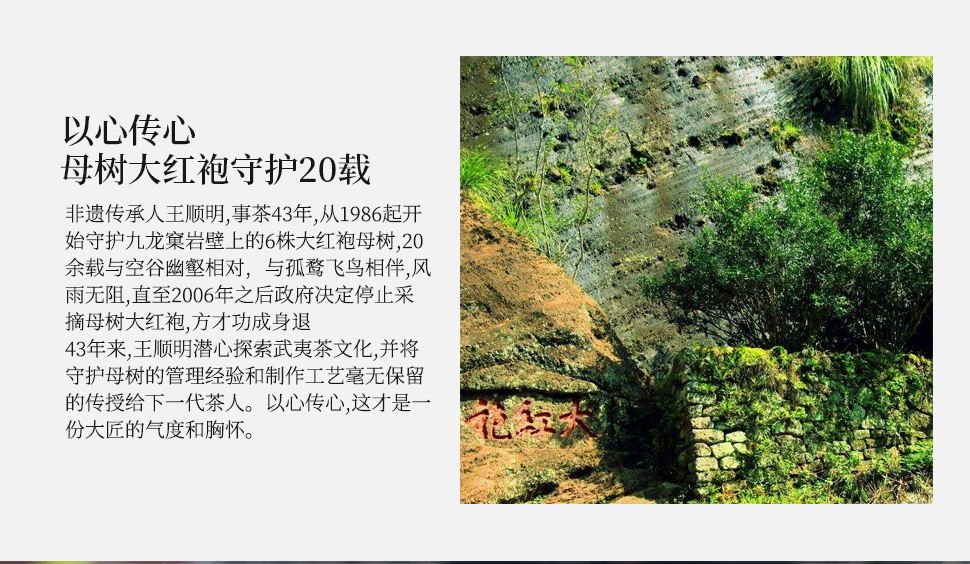 以心传心
母树大红袍守护20载
非遗传承人王顺明,事茶43年,从1986起开
始守护九龙窠岩壁上的6株大红袍母树,20
余载与空谷幽壑相对，与孤鹜飞鸟相伴,风
雨无阻,直至2006年之后政府决定停止采
摘母树大红袍,方才功成身退
43年来,王顺明潜心探索武夷茶文化,并将
守护母树的管理经验和制作工艺毫无保留
的传授给下一代茶人。以心传心,这才是一
份大匠的气度和胸怀。
袍紅大